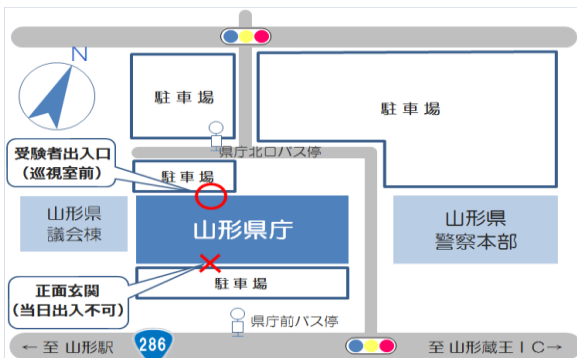 N
駐車場
駐車場
受験者出入口
(巡視室前)
県庁北口バス停
駐車場
山形県
議会棟
山形県庁
山形県
警察本部
正面玄関
(当日出入不可)
駐車場
県庁前バス停
← 至 山形駅
286
至 山形蔵王ＩＣ→